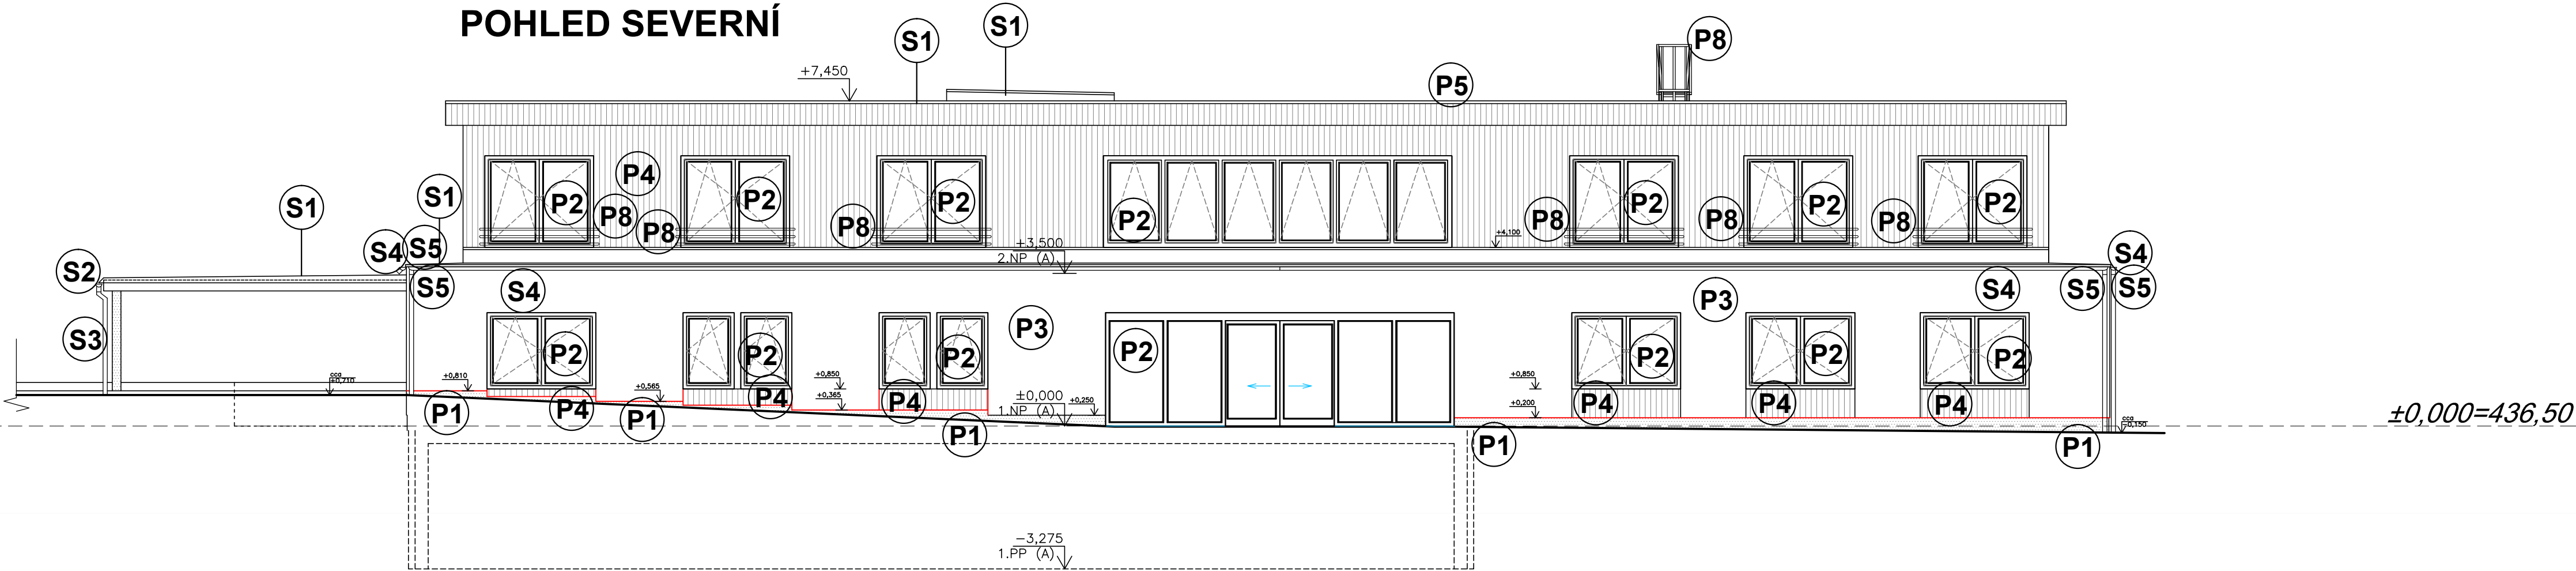 POHLED SEVERNÍ
S1
S1
P8
+7,450
P5
P4
S1
S1
P2
P8
P8
P2
P8
P2
P2
P8
P2
P8
P2
P8
P2
+3,500
2.NP (A)
+4,100
S4
S5
S4
S2
S5
S4
S4
S5
S5
P3
P3
S3
P2
P2
P2
P2
P2
P2
P2
cca
+0,710
+0,810
+0,565
+0,850
+0,365
±0,000
1.NP (A)
+0,250
+0,850
+0,200
P1
P4
P1
P4
P4
P1
P4
P4
P4
P1
P1
cca
-0,150
±0,000=436,50
-3,275
1.PP (A)